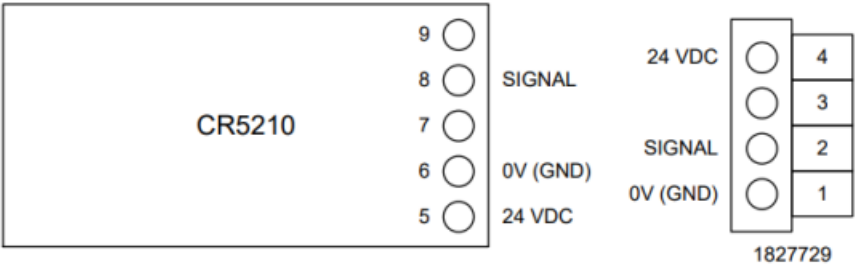 9
8 SIGNAL
CR5210
7
6 0V (GND)
5 24 VDC
24 VDC 4
3
SIGNAL 2
0V (GND) 1
1827729